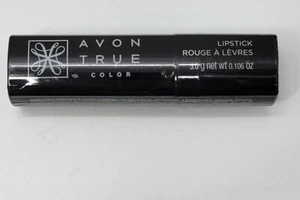 AVON
TRUE
COLOR
LIPSTICK
ROUGE À LÈVRES
3.0 g net wt 0.106 oz